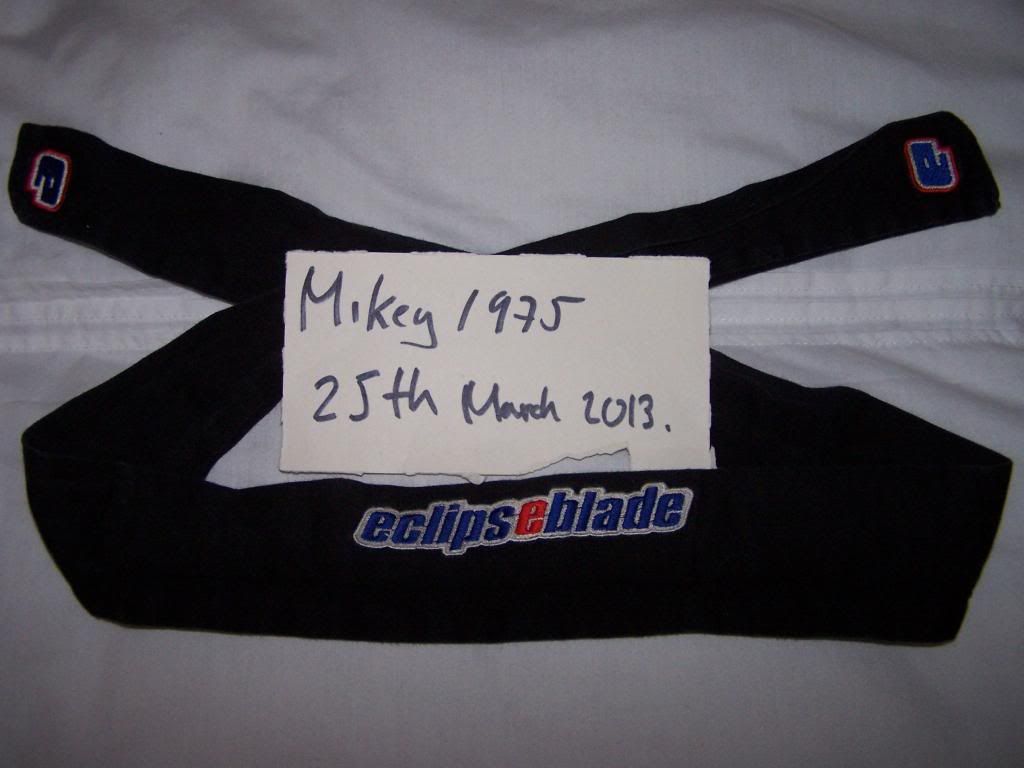 e
e
Mikey 1975
25th March 2013.
eclipseblade